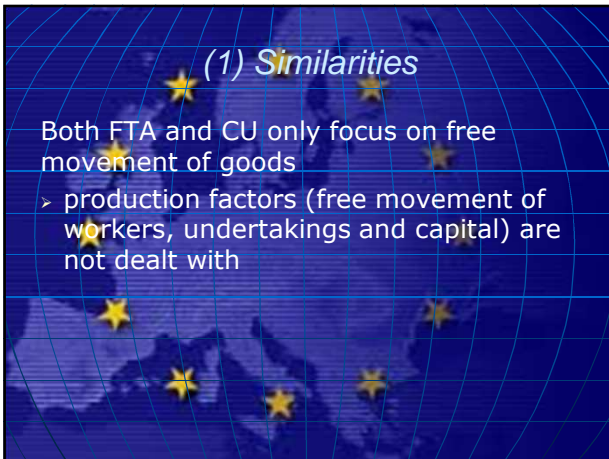 (1) Similarities
Both FTA and CU only focus on free
movement of goods
➢ production factors (free movement of
workers, undertakings and capital) are
not dealt with